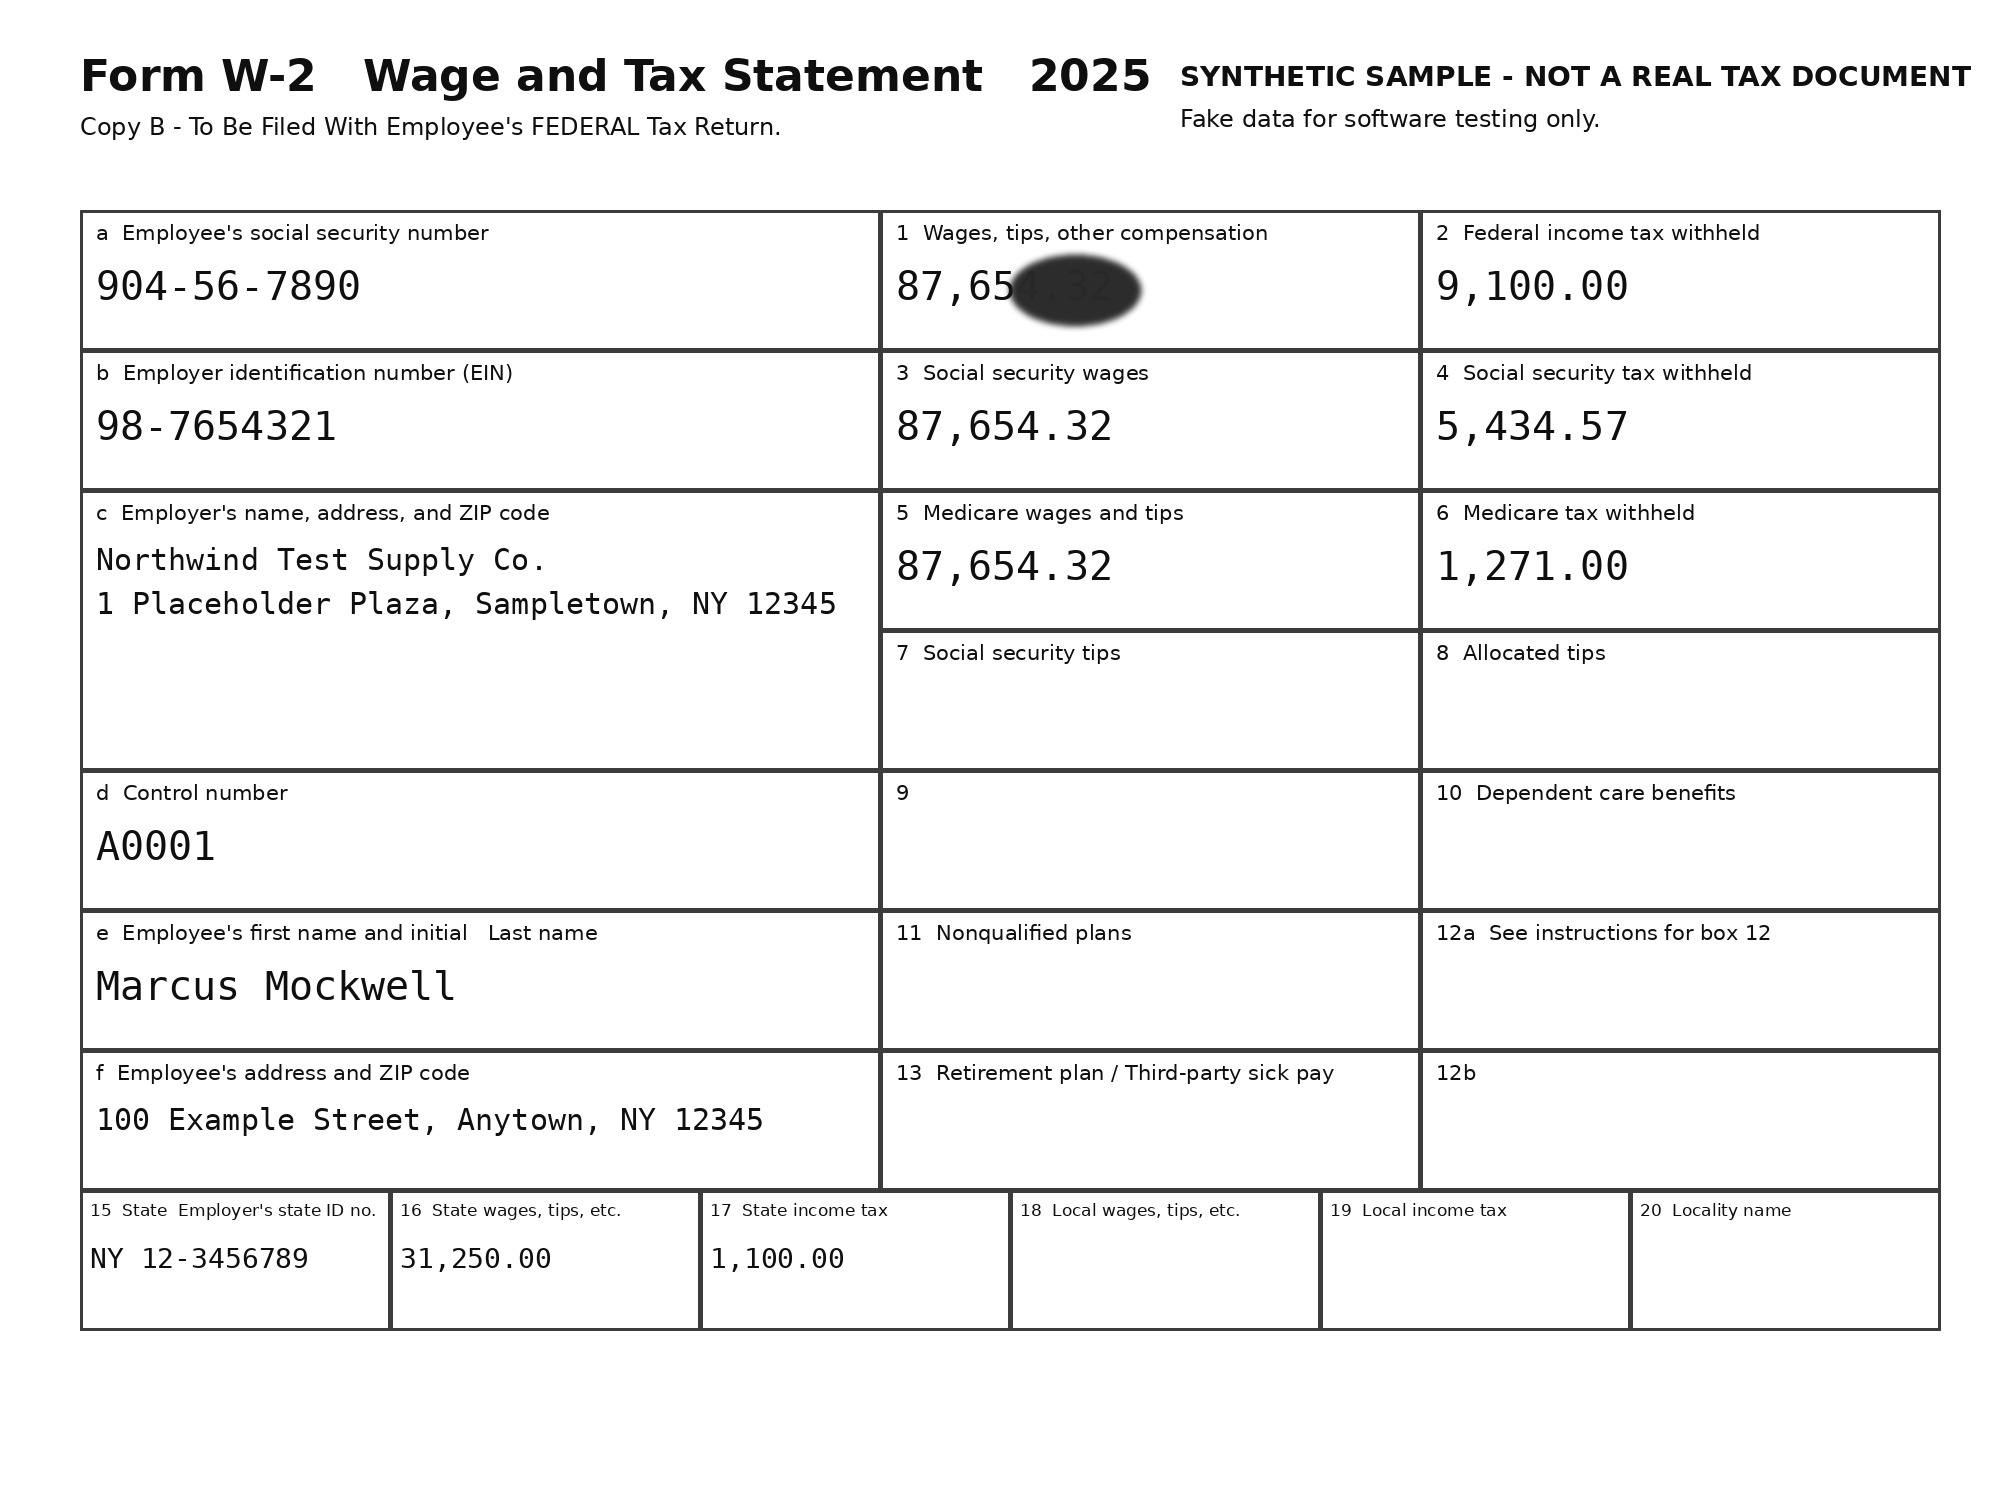 Form W-2 Wage and Tax Statement 2025
SYNTHETIC SAMPLE - NOT A REAL TAX DOCUMENT
Copy B - To Be Filed With Employee's FEDERAL Tax Return.
Fake data for software testing only.
a Employee's social security number
904-56-7890
1 Wages, tips, other compensation
2 Federal income tax withheld
9,100.00
b Employer identification number (EIN)
98-7654321
3 Social security wages
87,654.32
4 Social security tax withheld
5,434.57
c Employer's name, address, and ZIP code
Northwind Test Supply Co.
1 Placeholder Plaza, Sampletown, NY 12345
5 Medicare wages and tips
87,654.32
6 Medicare tax withheld
1,271.00
7 Social security tips
8 Allocated tips
d Control number
A0001
9
10 Dependent care benefits
e Employee's first name and initial Last name
Marcus Mockwell
11 Nonqualified plans
12a See instructions for box 12
f Employee's address and ZIP code
100 Example Street, Anytown, NY 12345
13 Retirement plan / Third-party sick pay
12b
15 State Employer's state ID no.
NY 12-3456789
16 State wages, tips, etc.
31,250.00
17 State income tax
1,100.00
18 Local wages, tips, etc.
19 Local income tax
20 Locality name